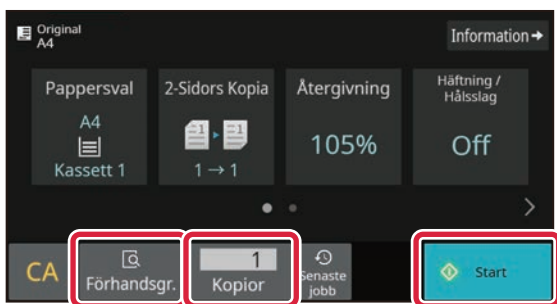 Original
A4
Information
Pappersval
A4
Kassett 1
2-Sidors Kopia
1 → 1
Återgivning
105%
Häftning /
Hålsslag
Off
CA
Förhandsgr.
1
Kopior
Senaste
jobb
Start